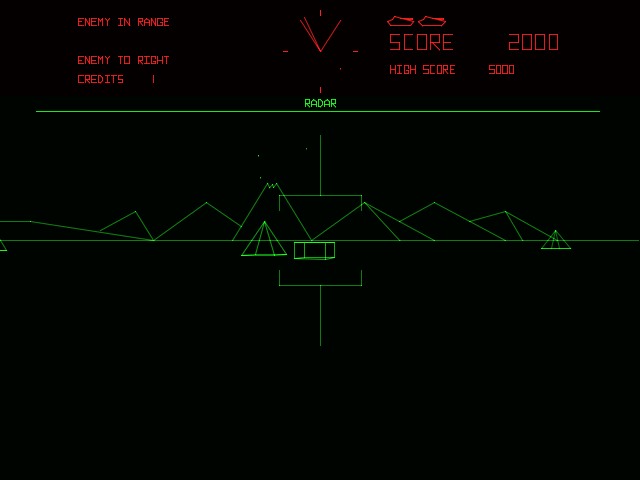 ENEMY IN RANGE
ENEMY TO RIGHT
CREDITS 1
SCORE 2000
HIGH SCORE 5000
RADAR